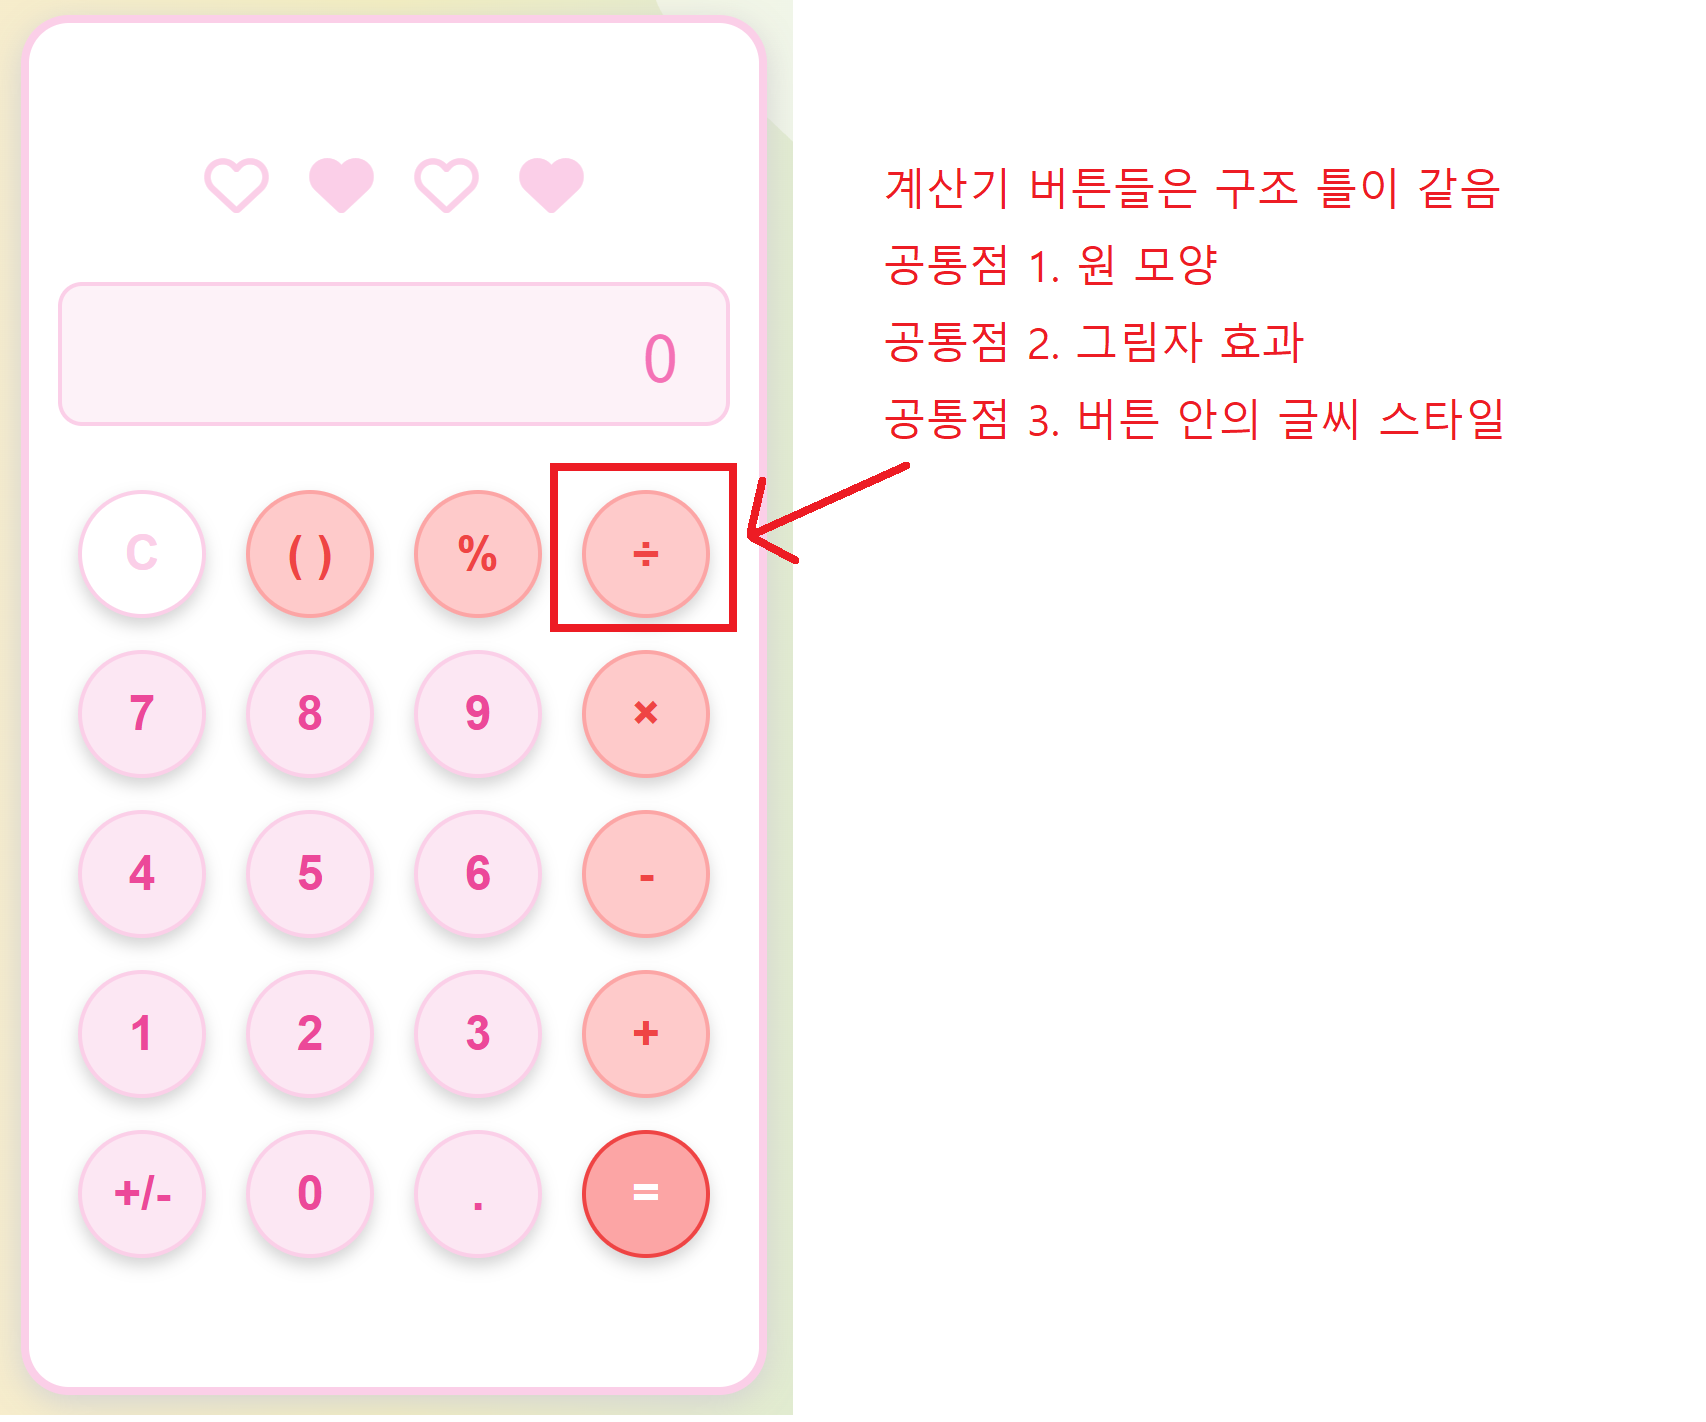 계산기 버튼들은 구조 틀이 같음
공통점 1. 원 모양
공통점 2. 그림자 효과
공통점 3. 버튼 안의 글씨 스타일
0
C ( ) % ÷
7 8 9 ×
4 5 6 -
1 2 3 +
+/- 0 . =